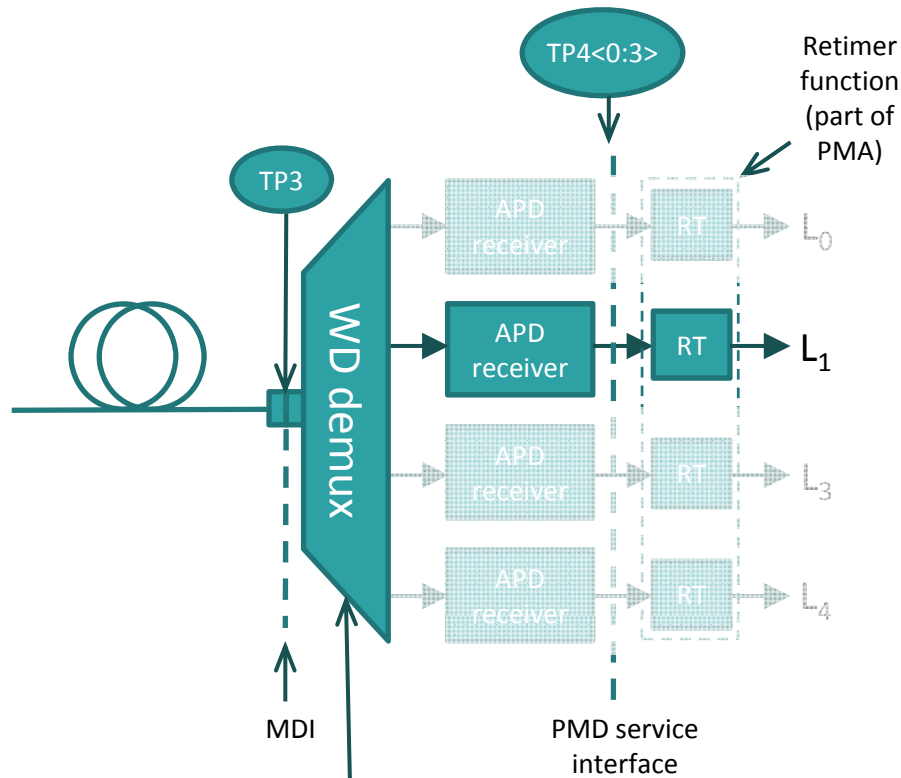 TP4<0:3>
Retimer
function
(part of
PMA)
TP3
WD demux
APD
receiver
RT
L0
APD
receiver
RT
L1
APD
receiver
RT
L3
APD
receiver
RT
L4
MDI
PMD service
interface